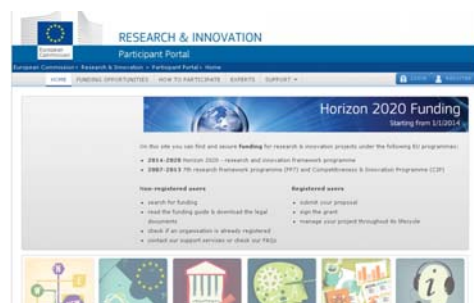 European
Commission
RESEARCH & INNOVATION
Participant Portal
European Commission > Research & Innovation > Participant Portal > Home
HOME FUNDING OPPORTUNITIES HOW TO PARTICIPATE EXPERTS SUPPORT LOGIN REGISTER
Horizon 2020 Funding
Starting from 1/1/2014
On this site you can find and secure funding for research & innovation projects under the following EU programmes:
• 2014-2020 Horizon 2020 - research and innovation framework programme
• 2007-2013 7th research framework programme (FP7) and Competitiveness & Innovation Programme (CIP)
Non-registered users
• search for funding
• read the funding guide & download the legal
documents
• check if an organisation is already registered
• contact our support services or check our FAQs
Registered users
• submit your proposal
• sign the grant
• manage your project throughout its lifecycle